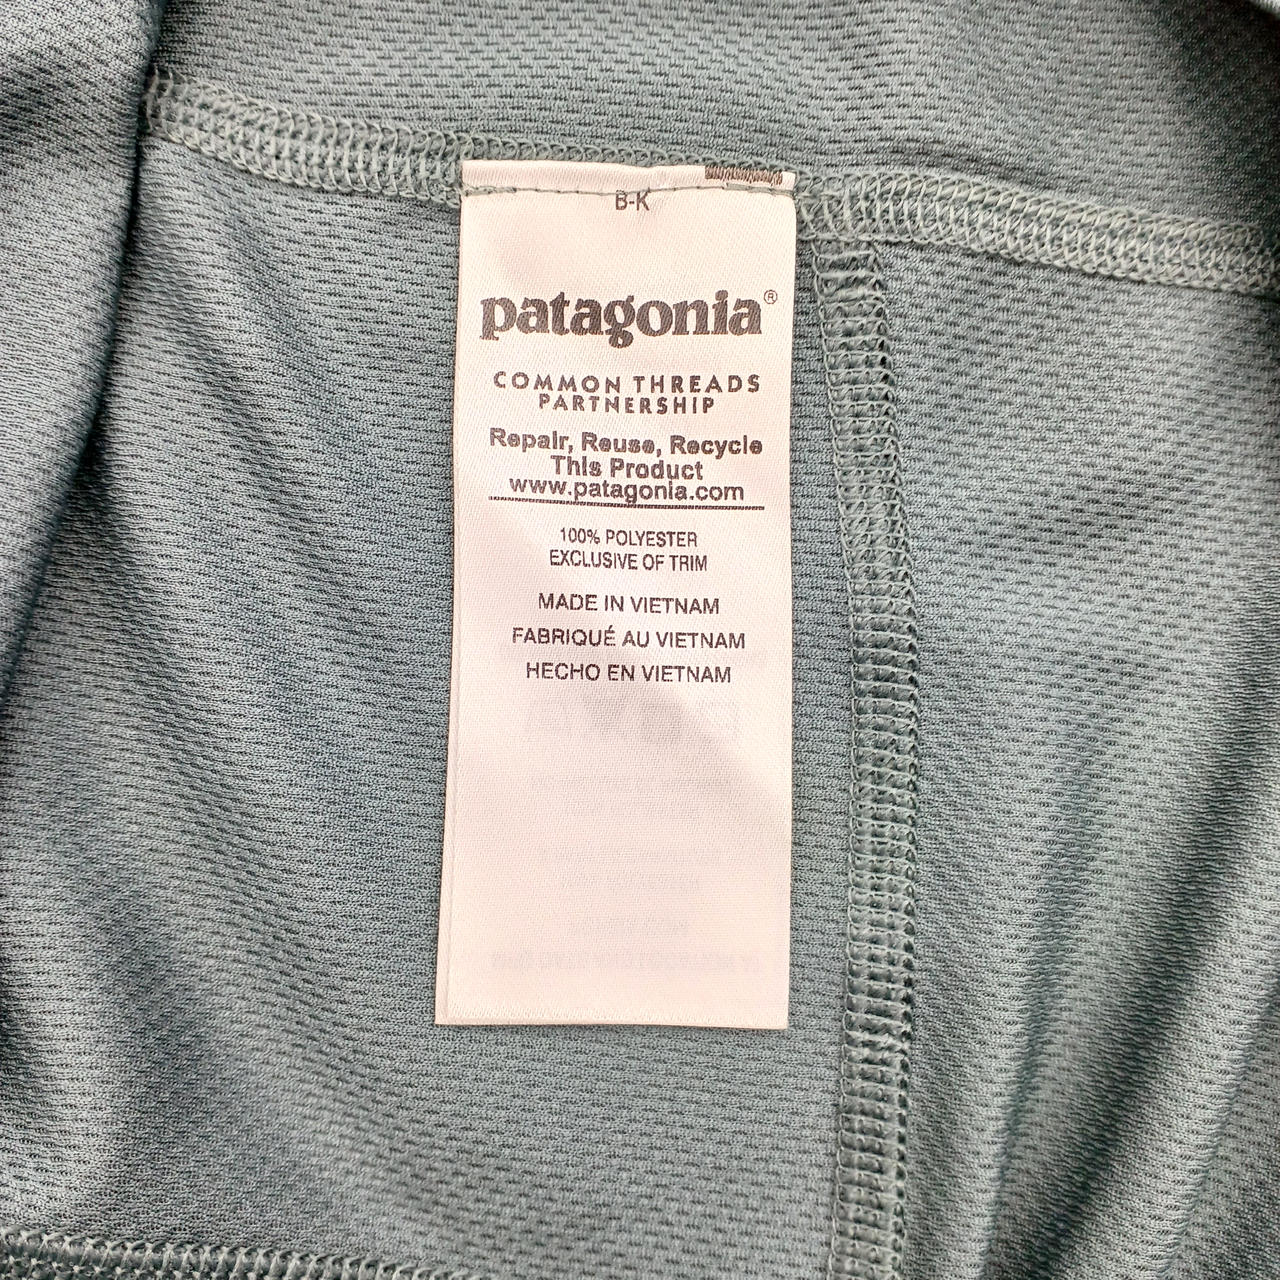 B-K
patagonia®
COMMON THREADS
PARTNERSHIP
Repair, Reuse, Recycle
This Product
www.patagonia.com
100% POLYESTER
EXCLUSIVE OF TRIM
MADE IN VIETNAM
FABRIQUÉ AU VIETNAM
HECHO EN VIETNAM